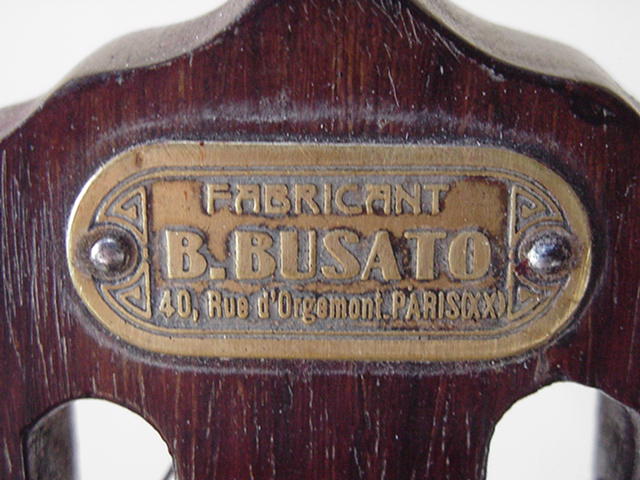 FABRICANT
B.BUSATO
40, Rue d'Orgemont. PARIS(XX)